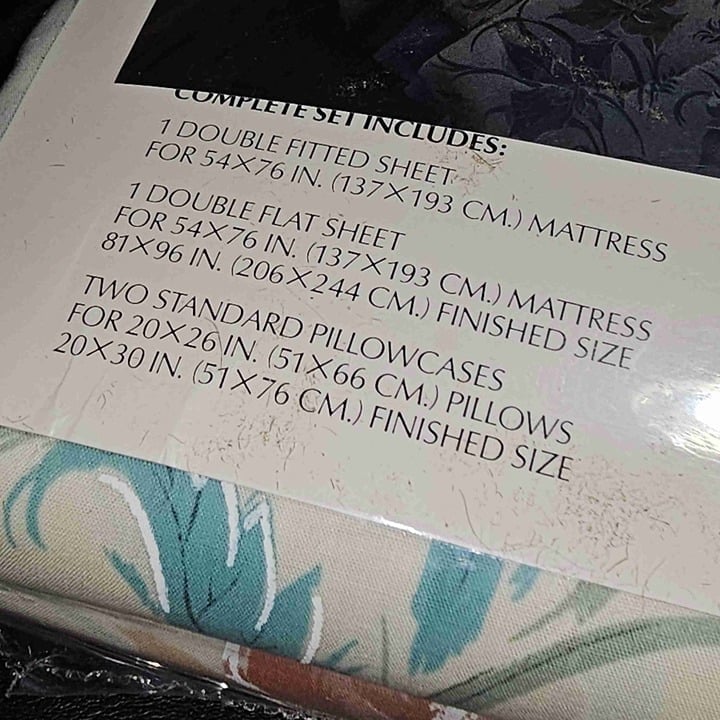 COMPLETE SET INCLUDES:
1 DOUBLE FITTED SHEET
FOR 54×76 IN. (137×193 CM.) MATTRESS
1 DOUBLE FLAT SHEET
FOR 54×76 IN. (137×193 CM.) MATTRESS
81×96 IN. (206×244 CM.) FINISHED SIZE
TWO STANDARD PILLOWCASES
FOR 20×26 IN. (51×66 CM.) PILLOWS
20×30 IN. (51×76 CM.) FINISHED SIZE